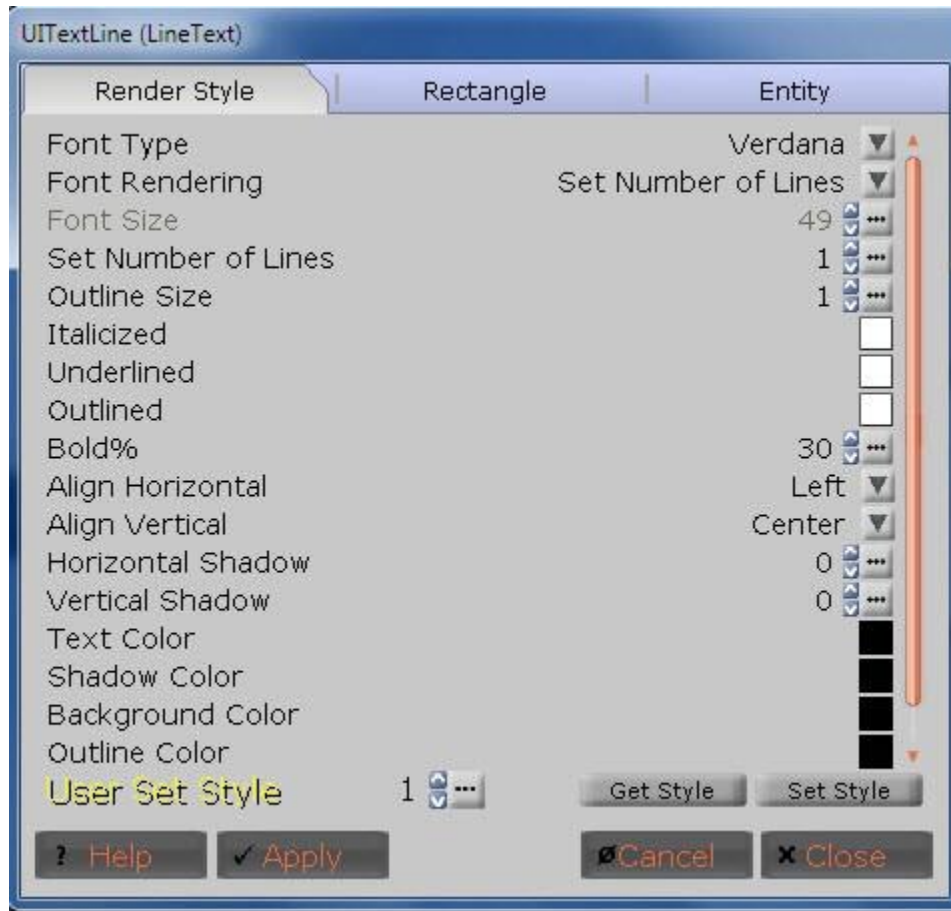 UITextLine (LineText)
Render Style Rectangle Entity
Font Type Verdana
Font Rendering Set Number of Lines
Font Size 49
Set Number of Lines 1
Outline Size 1
Italicized
Underlined
Outlined
Bold% 30
Align Horizontal Left
Align Vertical Center
Horizontal Shadow 0
Vertical Shadow 0
Text Color
Shadow Color
Background Color
Outline Color
User Set Style 1 Get Style Set Style
? Help Apply Cancel Close